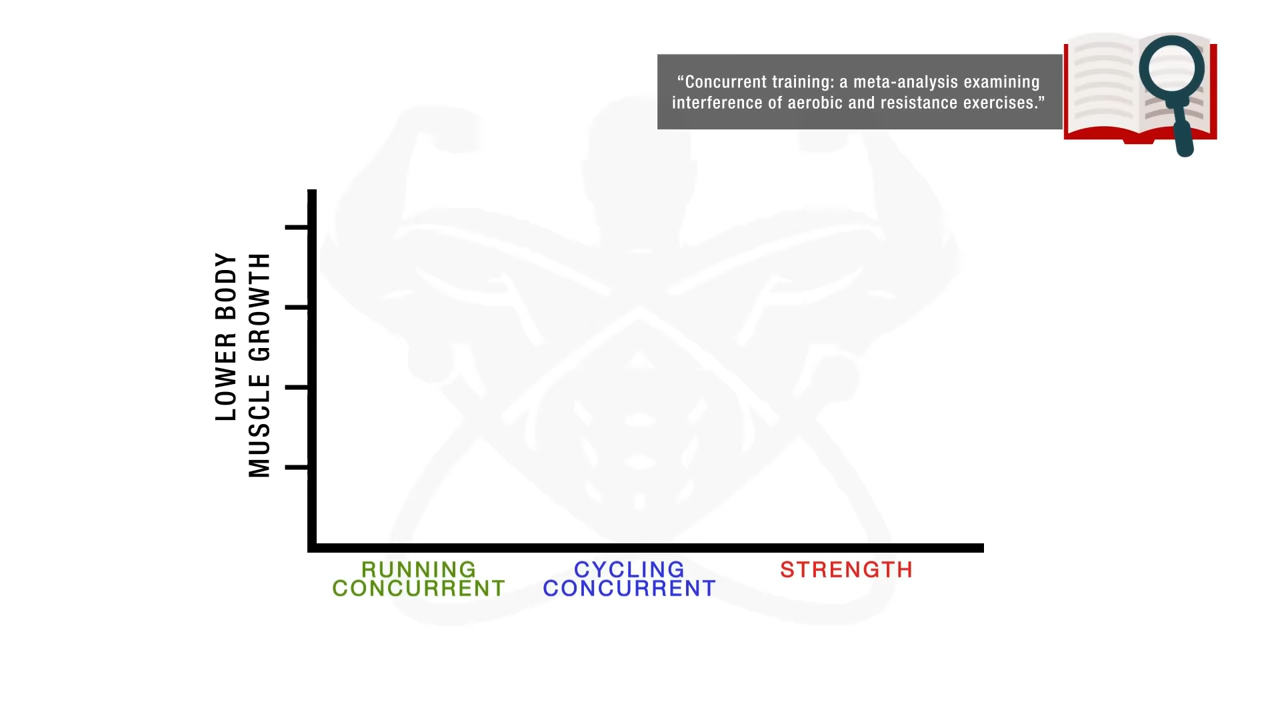 “Concurrent training: a meta-analysis examining
interference of aerobic and resistance exercises.”
LOWER BODY
MUSCLE GROWTH
RUNNING
CONCURRENT
CYCLING
CONCURRENT
STRENGTH